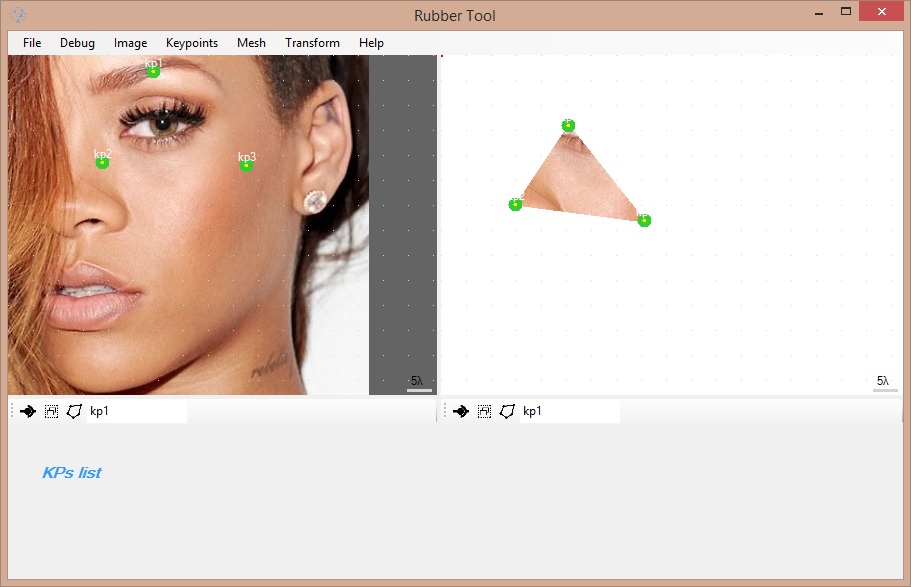 Rubber Tool
File Debug Image Keypoints Mesh Transform Help
kp1
kp2
kp3
5λ
5λ
kp1
kp1
KPs list